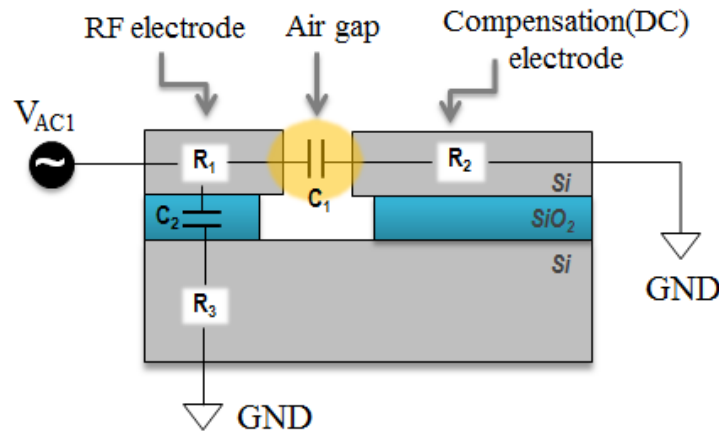 RF electrode
Air gap
Compensation(DC)
electrode
V_AC1
~
R₁
C₁
R₂
Si
C₂
SiO₂
Si
R₃
GND
GND